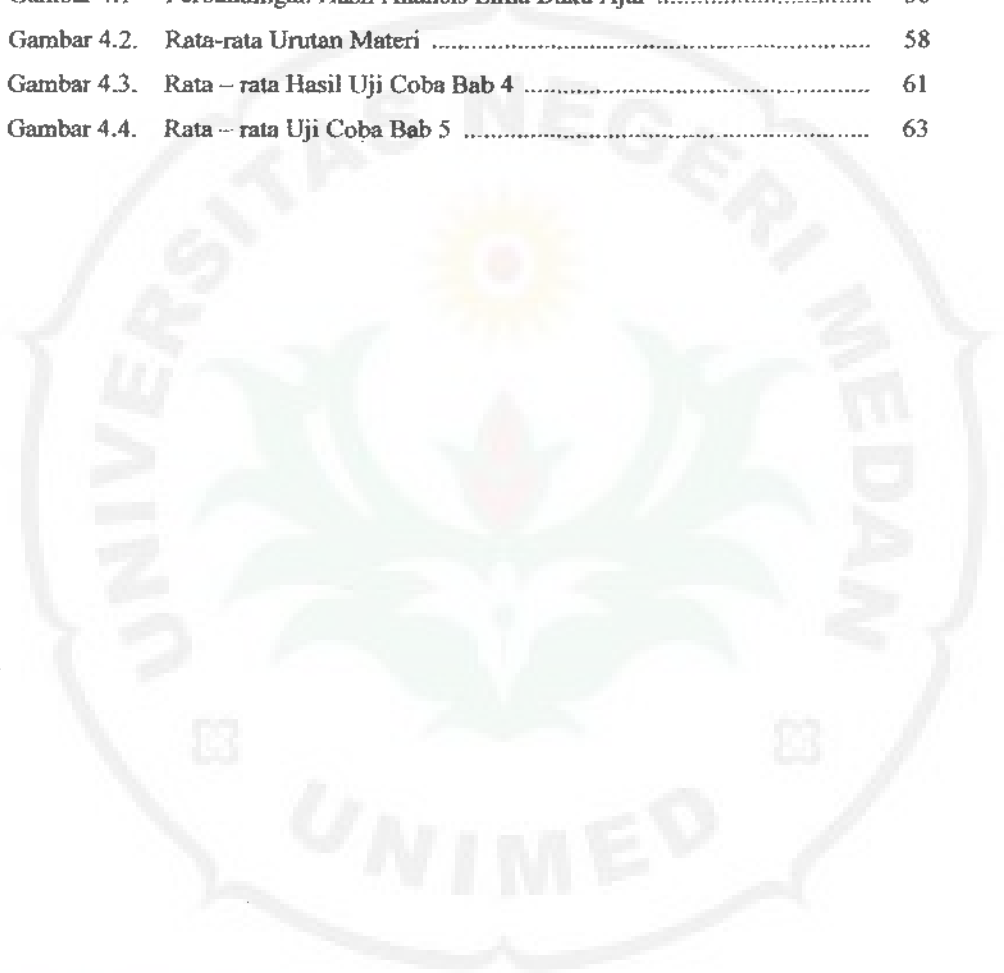 Gambar 4.2. Rata-rata Urutan Materi ........................................ 58
Gambar 4.3. Rata – rata Hasil Uji Coba Bab 4 ........................................ 61
Gambar 4.4. Rata – rata Uji Coba Bab 5 ........................................ 63
UNIVERSITAS NEGERI MEDAN
UNIMED